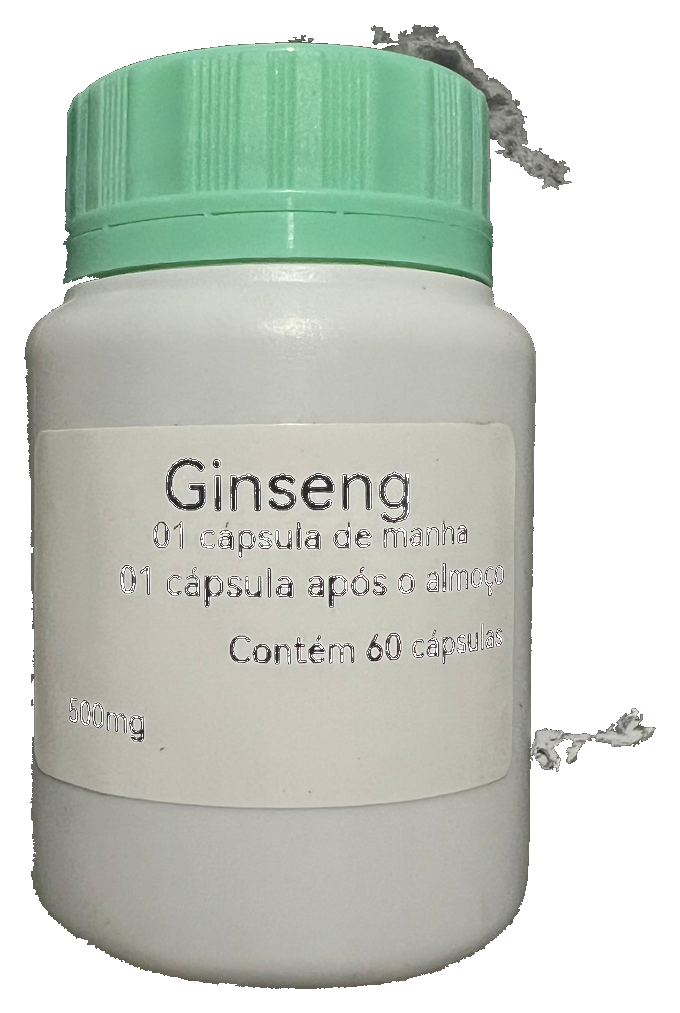 Ginseng
01 cápsula de manha
01 cápsula após o almoço
Contém 60 cápsulas
500mg